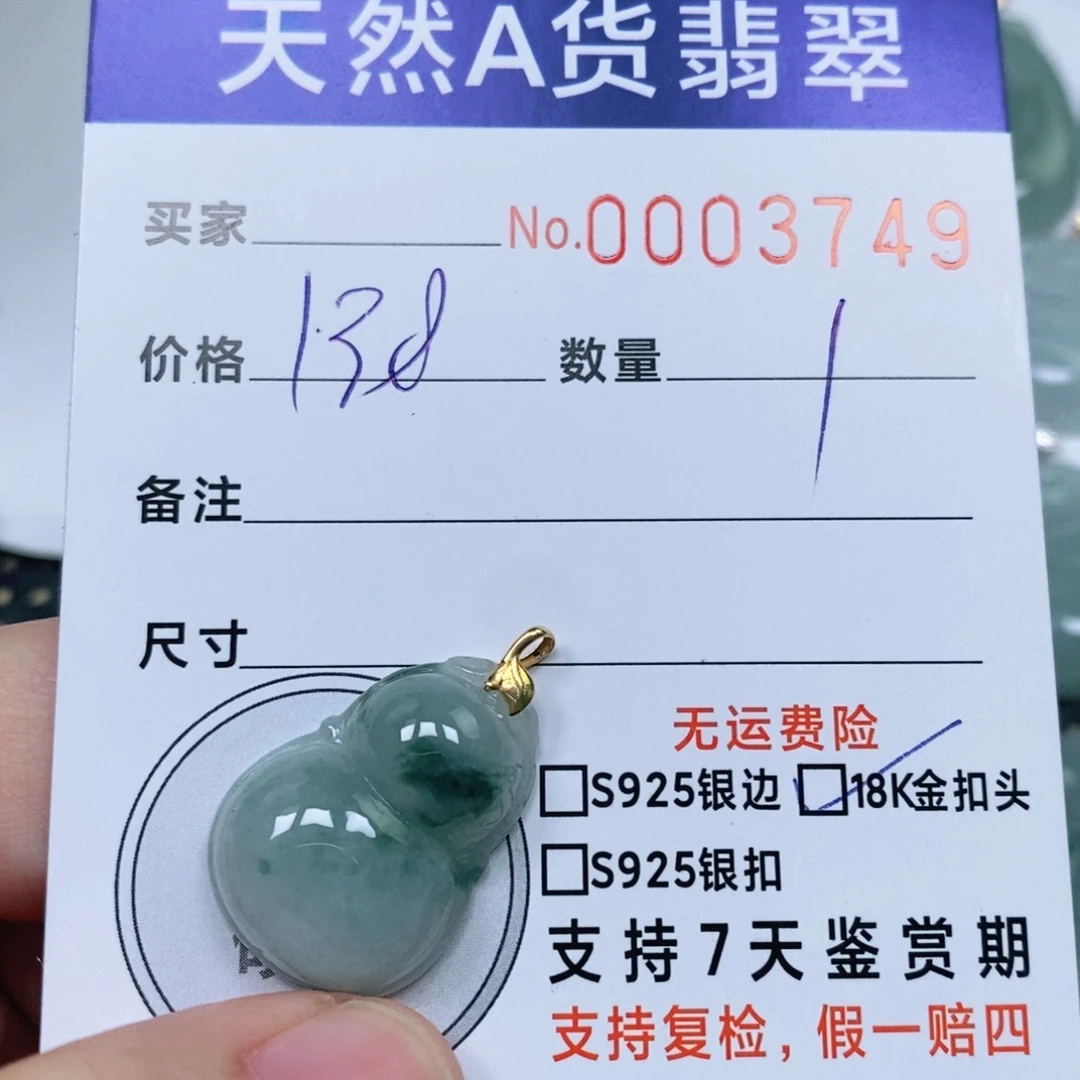 天然A货翡翠
买家 No.0003749
价格 138 数量 1
备注
尺寸
无运费险
S925银边 18K金扣头
S925银扣
支持7天鉴赏期
支持复检，假一赔四